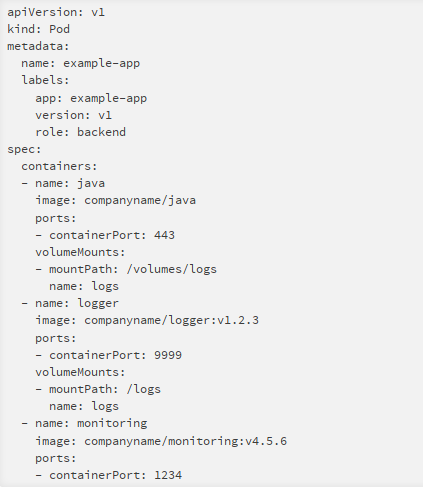 apiVersion: v1
kind: Pod
metadata:
  name: example-app
  labels:
    app: example-app
    version: v1
    role: backend
spec:
  containers:
  - name: java
    image: companyname/java
    ports:
    - containerPort: 443
    volumeMounts:
    - mountPath: /volumes/logs
      name: logs
  - name: logger
    image: companyname/logger:v1.2.3
    ports:
    - containerPort: 9999
    volumeMounts:
    - mountPath: /logs
      name: logs
  - name: monitoring
    image: companyname/monitoring:v4.5.6
    ports:
    - containerPort: 1234